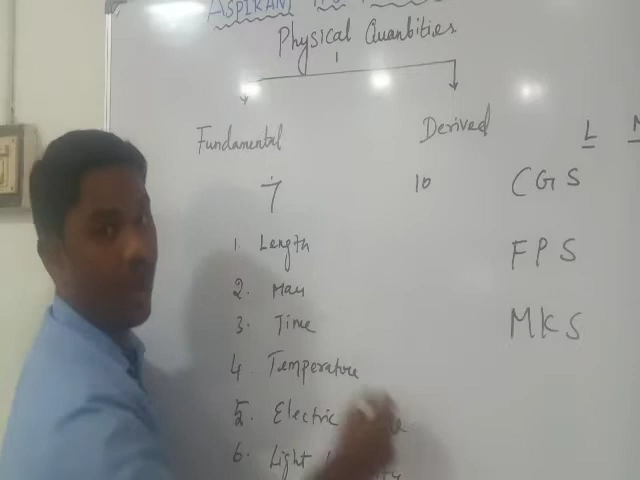 ASPIRANT
Physical Quanbities
Fundamental
Derived
L
7
10
CGS
1. Length
FPS
2. Mass
3. Time
MKS
4. Temperature
5. Electric
6. Light